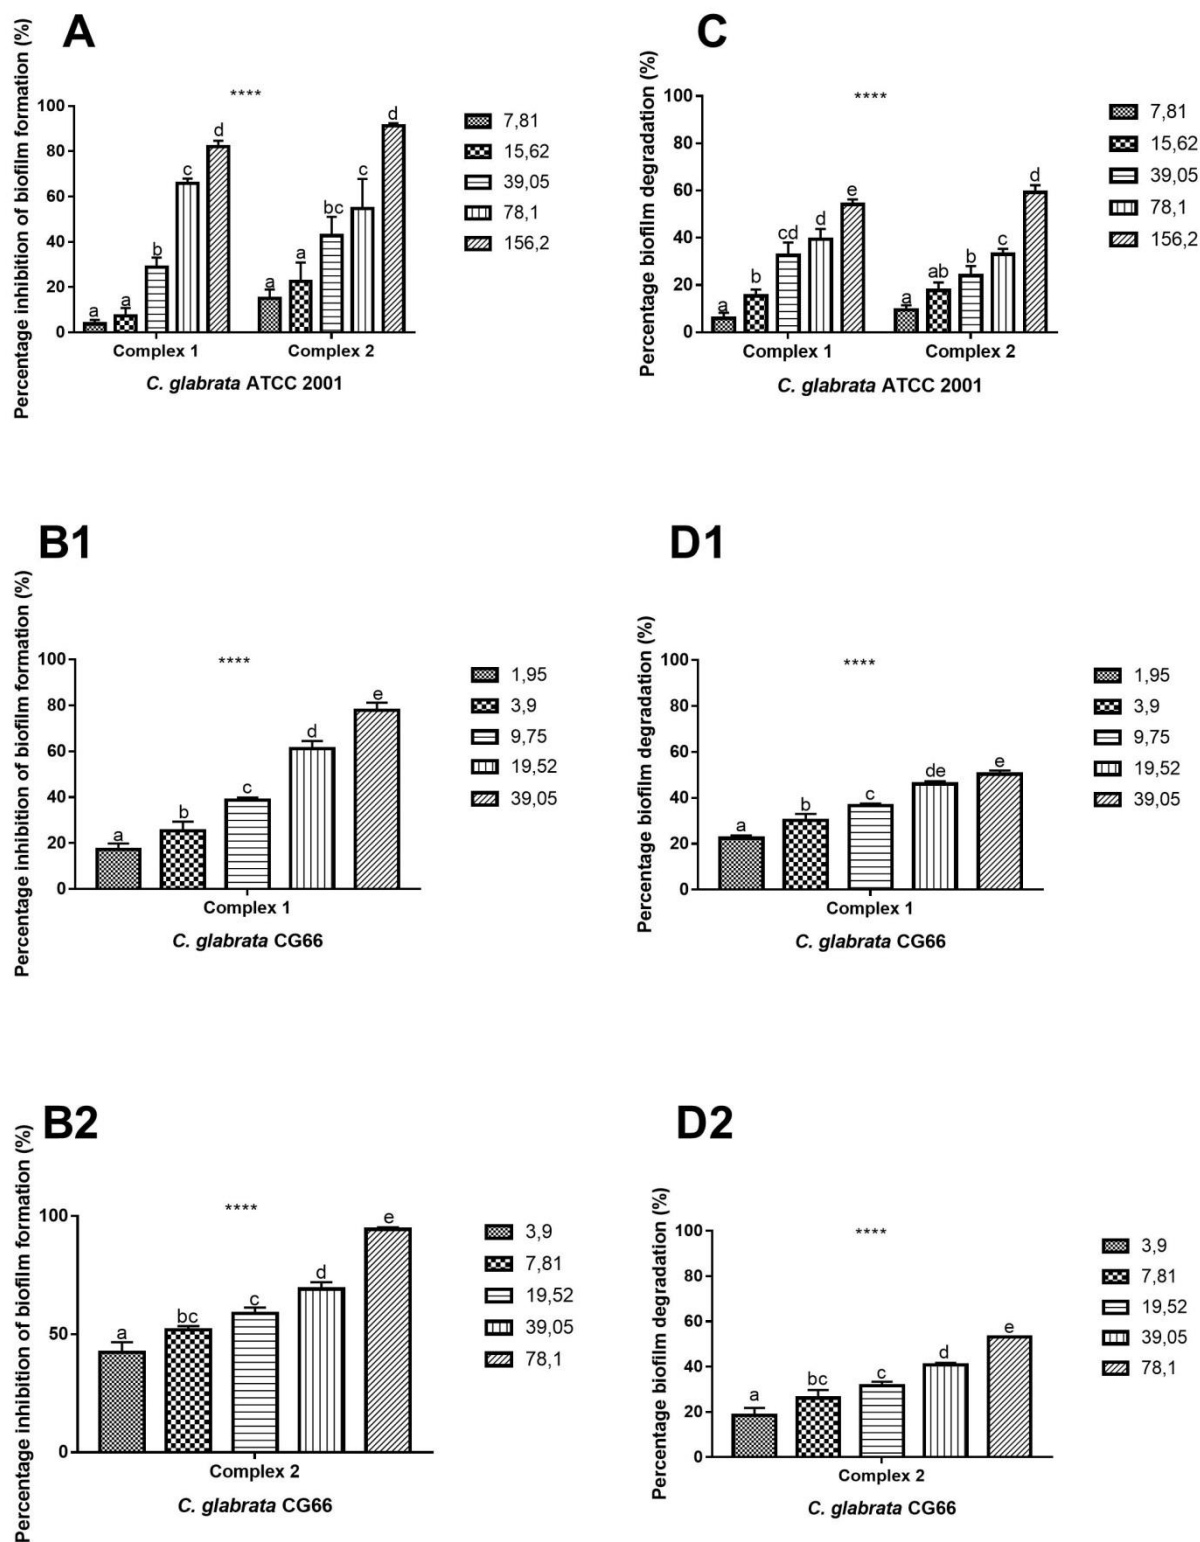 A
Percentage inhibition of biofilm formation (%)
100
80
60
40
20
0
****
a
a
b
c
d
a
a
bc
c
d
Complex 1
Complex 2
C. glabrata ATCC 2001
7,81
15,62
39,05
78,1
156,2
C
Percentage biofilm degradation (%)
100
80
60
40
20
0
****
a
b
cd
d
e
a
ab
b
c
d
Complex 1
Complex 2
C. glabrata ATCC 2001
7,81
15,62
39,05
78,1
156,2
B1
Percentage inhibition of biofilm formation (%)
100
80
60
40
20
0
****
a
b
c
d
e
Complex 1
C. glabrata CG66
1,95
3,9
9,75
19,52
39,05
D1
Percentage biofilm degradation (%)
100
80
60
40
20
0
****
a
b
c
de
e
Complex 1
C. glabrata CG66
1,95
3,9
9,75
19,52
39,05
B2
Percentage inhibition of biofilm formation (%)
100
50
0
****
a
bc
c
d
e
Complex 2
C. glabrata CG66
3,9
7,81
19,52
39,05
78,1
D2
Percentage biofilm degradation (%)
100
80
60
40
20
0
****
a
bc
c
d
e
Complex 2
C. glabrata CG66
3,9
7,81
19,52
39,05
78,1